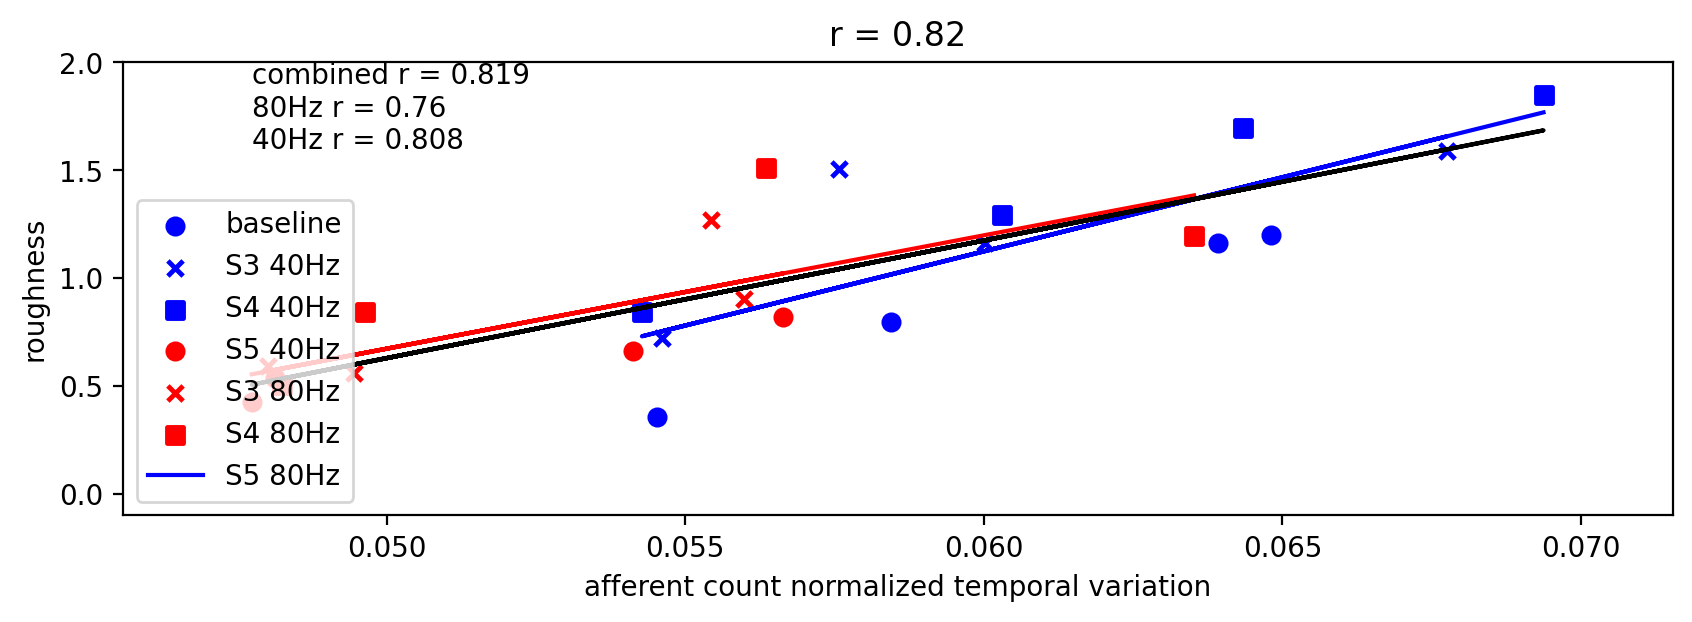 r = 0.82
combined r = 0.819
80Hz r = 0.76
40Hz r = 0.808
roughness
2.0
1.5
1.0
0.5
0.0
baseline
S3 40Hz
S4 40Hz
S5 40Hz
S3 80Hz
S4 80Hz
S5 80Hz
0.050 0.055 0.060 0.065 0.070
afferent count normalized temporal variation